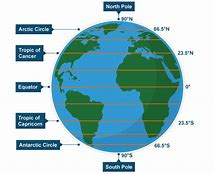 North Pole
90°N
Arctic Circle
66.5°N
Tropic of
Cancer
23.5°N
Equator
0°
Tropic of
Capricorn
23.5°S
Antarctic Circle
66.5°S
90°S
South Pole